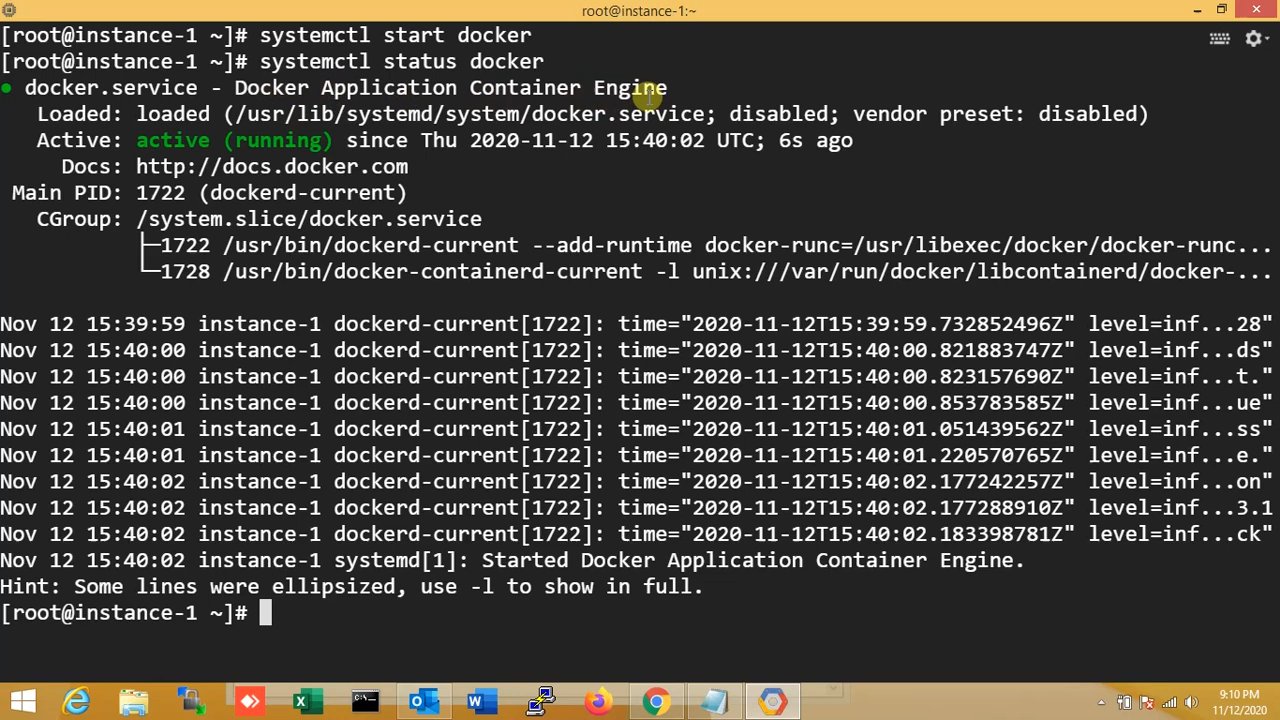 root@instance-1:~
[root@instance-1 ~]# systemctl start docker
[root@instance-1 ~]# systemctl status docker
● docker.service - Docker Application Container Engine
Loaded: loaded (/usr/lib/systemd/system/docker.service; disabled; vendor preset: disabled)
Active: active (running) since Thu 2020-11-12 15:40:02 UTC; 6s ago
Docs: http://docs.docker.com
Main PID: 1722 (dockerd-current)
CGroup: /system.slice/docker.service
├─1722 /usr/bin/dockerd-current --add-runtime docker-runc=/usr/libexec/docker/docker-runc...
└─1728 /usr/bin/docker-containerd-current -l unix:///var/run/docker/libcontainerd/docker-...
Nov 12 15:39:59 instance-1 dockerd-current[1722]: time="2020-11-12T15:39:59.732852496Z" level=inf...28"
Nov 12 15:40:00 instance-1 dockerd-current[1722]: time="2020-11-12T15:40:00.821883747Z" level=inf...ds"
Nov 12 15:40:00 instance-1 dockerd-current[1722]: time="2020-11-12T15:40:00.823157690Z" level=inf...t."
Nov 12 15:40:00 instance-1 dockerd-current[1722]: time="2020-11-12T15:40:00.853783585Z" level=inf...ue"
Nov 12 15:40:01 instance-1 dockerd-current[1722]: time="2020-11-12T15:40:01.051439562Z" level=inf...ss"
Nov 12 15:40:01 instance-1 dockerd-current[1722]: time="2020-11-12T15:40:01.220570765Z" level=inf...e."
Nov 12 15:40:02 instance-1 dockerd-current[1722]: time="2020-11-12T15:40:02.177242257Z" level=inf...on"
Nov 12 15:40:02 instance-1 dockerd-current[1722]: time="2020-11-12T15:40:02.177288910Z" level=inf...3.1
Nov 12 15:40:02 instance-1 dockerd-current[1722]: time="2020-11-12T15:40:02.183398781Z" level=inf...ck"
Nov 12 15:40:02 instance-1 systemd[1]: Started Docker Application Container Engine.
Hint: Some lines were ellipsized, use -l to show in full.
[root@instance-1 ~]#
9:10 PM
11/12/2020